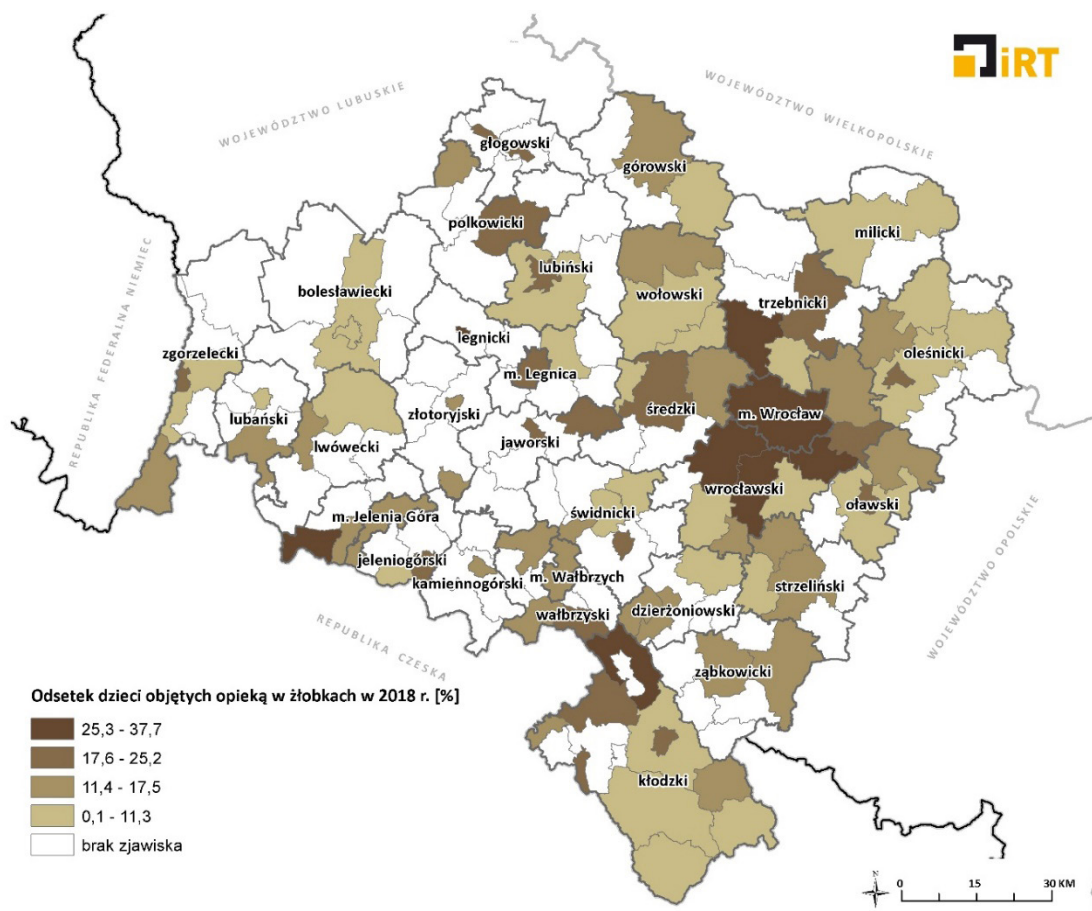 iRT
WOJEWÓDZTWO LUBUSKIE
WOJEWÓDZTWO WIELKOPOLSKIE
głogowski
górowski
polkowicki
milicki
lubiński
bolesławiecki
wołowski
trzebnicki
REPUBLIKA FEDERALNA NIEMIEC
legnicki
zgorzelecki
oleśnicki
m. Legnica
lubański
złotoryjski
średzki
m. Wrocław
jaworski
lwówecki
wrocławski
oławski
m. Jelenia Góra
świdnicki
jeleniogórski
kamiennogórski
m. Wałbrzych
strzeliński
wałbrzyski
dzierżoniowski
WOJEWÓDZTWO OPOLSKIE
REPUBLIKA CZESKA
ząbkowicki
Odsetek dzieci objętych opieką w żłobkach w 2018 r. [%]
25,3 - 37,7
17,6 - 25,2
11,4 - 17,5
0,1 - 11,3
brak zjawiska
kłodzki
N
0 15 30 KM